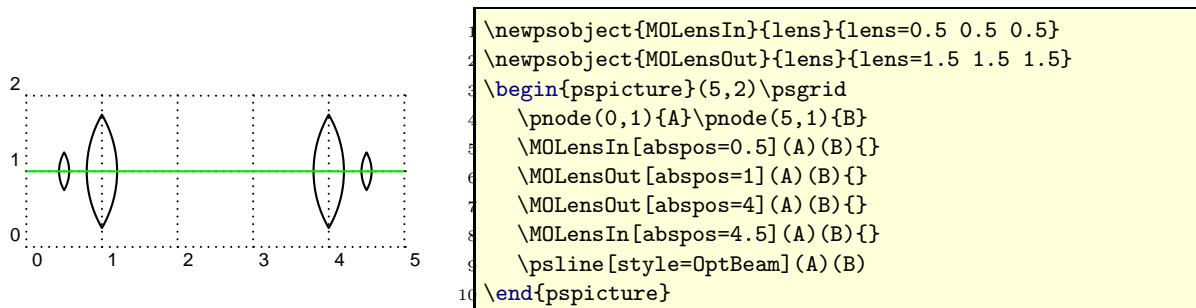 2
1
0
0 1 2 3 4 5
1 \newpsobject{MOLensIn}{lens}{lens=0.5 0.5 0.5}
2 \newpsobject{MOLensOut}{lens}{lens=1.5 1.5 1.5}
3 \begin{pspicture}(5,2)\psgrid
4 \pnode(0,1){A}\pnode(5,1){B}
5 \MOLensIn[abspos=0.5](A)(B){}
6 \MOLensOut[abspos=1](A)(B){}
7 \MOLensOut[abspos=4](A)(B){}
8 \MOLensIn[abspos=4.5](A)(B){}
9 \psline[style=OptBeam](A)(B)
10 \end{pspicture}